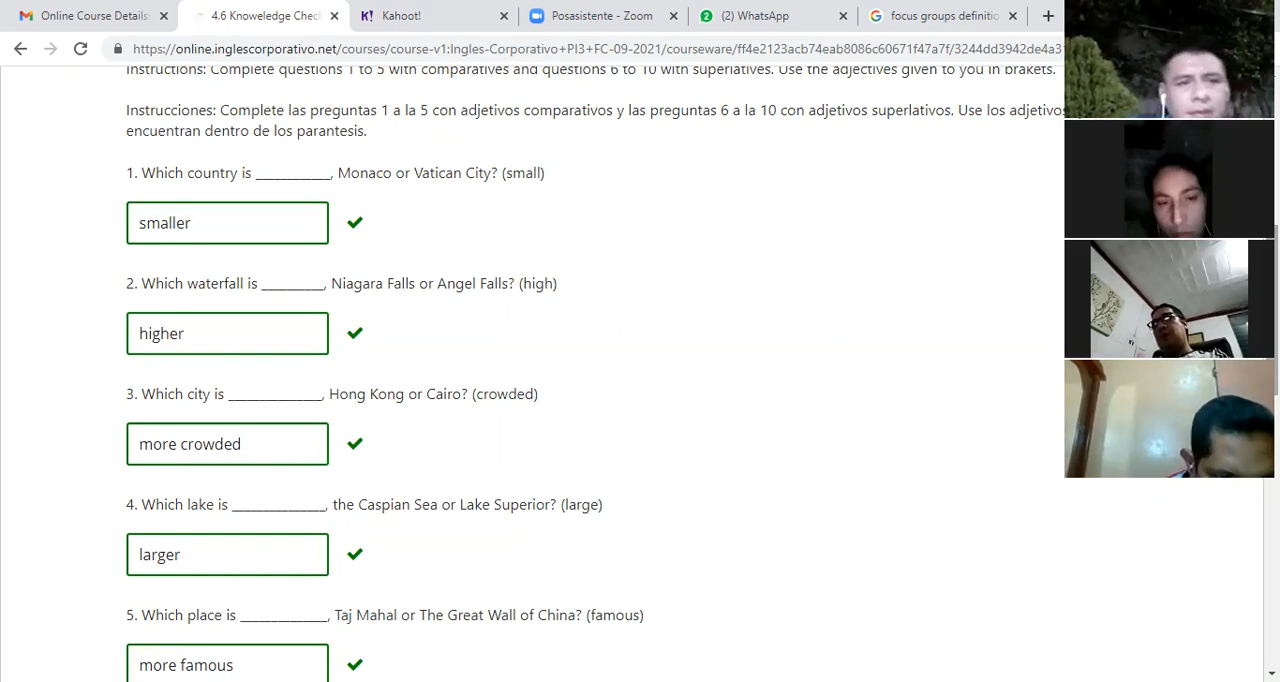 Online Course Details
4.6 Knowledge Chec
Kahoot!
Posasistente - Zoom
(2) WhatsApp
focus groups definitio
https://online.inglescorporativo.net/courses/course-v1:Ingles-Corporativo+PI3+FC-09-2021/courseware/ff4e2123acb74eab8086c60671f47a7f/3244dd3942de4a3
Instructions: Complete questions 1 to 5 with comparatives and questions 6 to 10 with superlatives. Use the adjectives given to you in brakets.
Instrucciones: Complete las preguntas 1 a la 5 con adjetivos comparativos y las preguntas 6 a la 10 con adjetivos superlativos. Use los adjetivos
encuentran dentro de los parantesis.
1. Which country is ___________, Monaco or Vatican City? (small)
smaller
2. Which waterfall is _________, Niagara Falls or Angel Falls? (high)
higher
3. Which city is ______________, Hong Kong or Cairo? (crowded)
more crowded
4. Which lake is ______________, the Caspian Sea or Lake Superior? (large)
larger
5. Which place is _____________, Taj Mahal or The Great Wall of China? (famous)
more famous